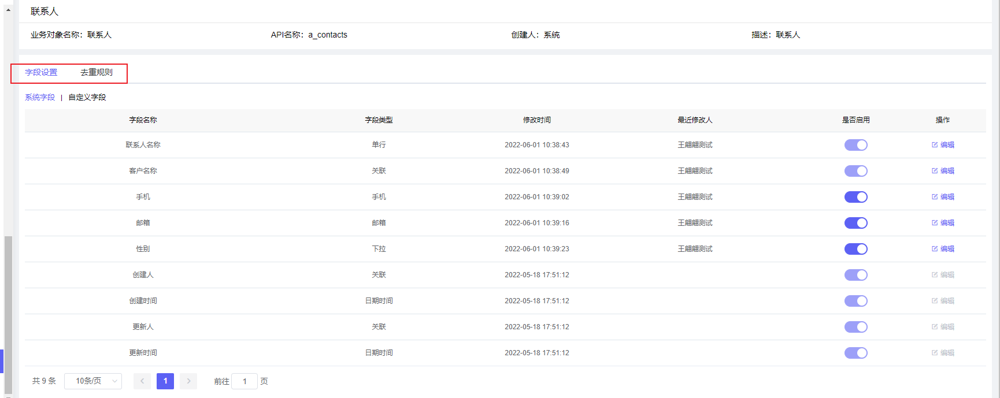 联系人
业务对象名称：联系人 API名称：a_contacts 创建人：系统 描述：联系人
字段设置 去重规则
系统字段 | 自定义字段
字段名称 字段类型 修改时间 最近修改人 是否启用 操作
联系人名称 单行 2022-06-01 10:38:43 王翩翩测试 编辑
客户名称 关联 2022-06-01 10:38:49 王翩翩测试 编辑
手机 手机 2022-06-01 10:39:02 王翩翩测试 编辑
邮箱 邮箱 2022-06-01 10:39:16 王翩翩测试 编辑
性别 下拉 2022-06-01 10:39:23 王翩翩测试 编辑
创建人 关联 2022-05-18 17:51:12 编辑
创建时间 日期时间 2022-05-18 17:51:12 编辑
更新人 关联 2022-05-18 17:51:12 编辑
更新时间 日期时间 2022-05-18 17:51:12 编辑
共 9 条 10条/页 1 前往 1 页